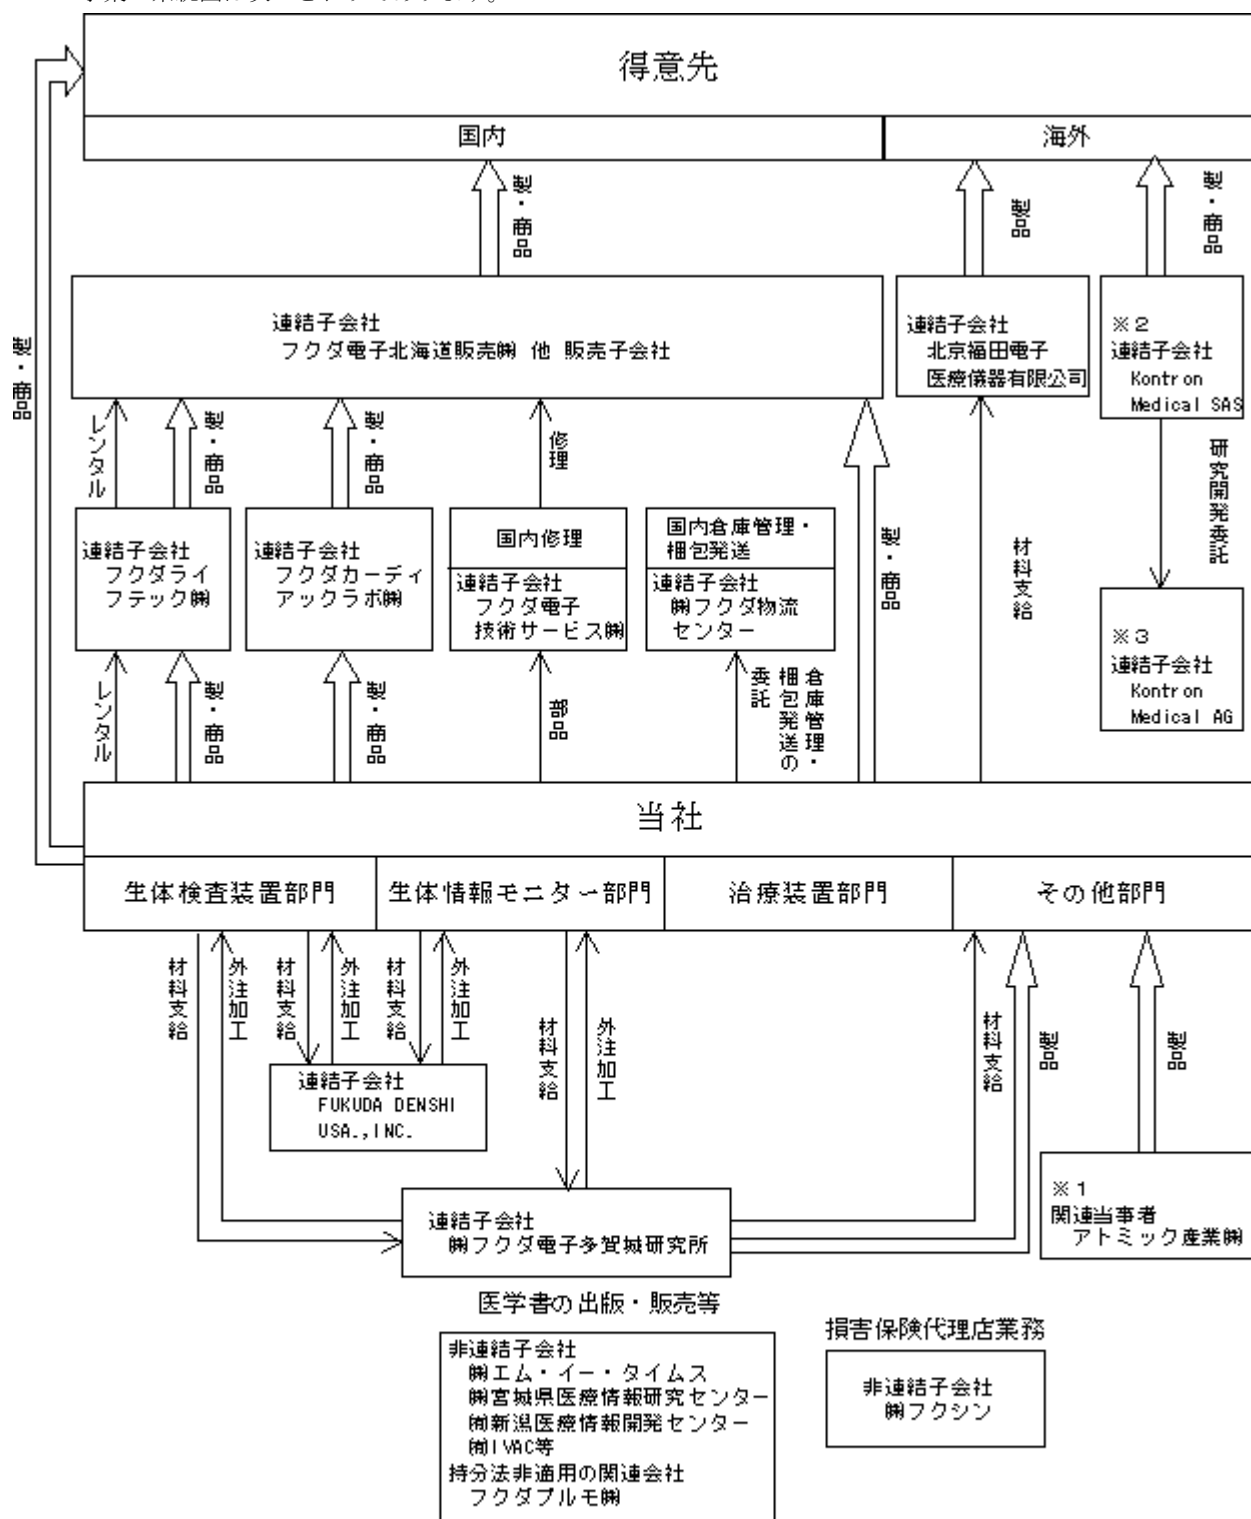 得意先
国内
海外
製・商品
製・商品
製品
製・商品
連結子会社
フクダ電子北海道販売㈱ 他 販売子会社
連結子会社
北京福田電子
医療儀器有限公司
※２
連結子会社
Kontron
Medical SAS
レンタル
製・商品
製・商品
修理
製・商品
材料支給
研究開発委託
連結子会社
フクダライ
フテック㈱
連結子会社
フクダカーディ
アックラボ㈱
国内修理
連結子会社
フクダ電子
技術サービス㈱
国内倉庫管理・
梱包発送
連結子会社
㈱フクダ物流
センター
※３
連結子会社
Kontron
Medical AG
レンタル
製・商品
製・商品
部品
倉庫管理・
梱包発送の
委託
当社
生体検査装置部門
生体情報モニター部門
治療装置部門
その他部門
材料支給
外注加工
材料支給
外注加工
材料支給
外注加工
材料支給
外注加工
材料支給
製品
製品
連結子会社
FUKUDA DENSHI
USA.,INC.
連結子会社
㈱フクダ電子多賀城研究所
※１
関連当事者
アトミック産業㈱
医学書の出版・販売等
非連結子会社
㈱エム・イー・タイムス
㈱宮城県医療情報研究センター
㈲新潟医療情報開発センター
㈲IVAC等
持分法非適用の関連会社
フクダプルモ㈱
損害保険代理店業務
非連結子会社
㈱フクシン